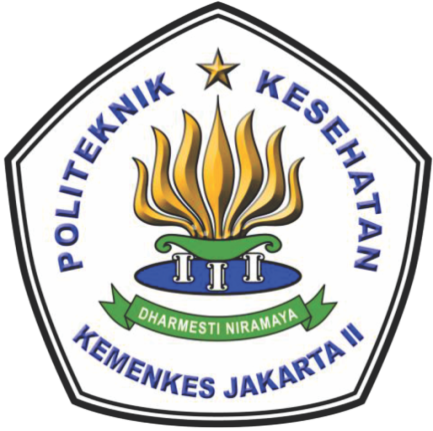 POLITEKNIK KESEHATAN
DHARMESTI NIRAMAYA
KEMENKES JAKARTA II